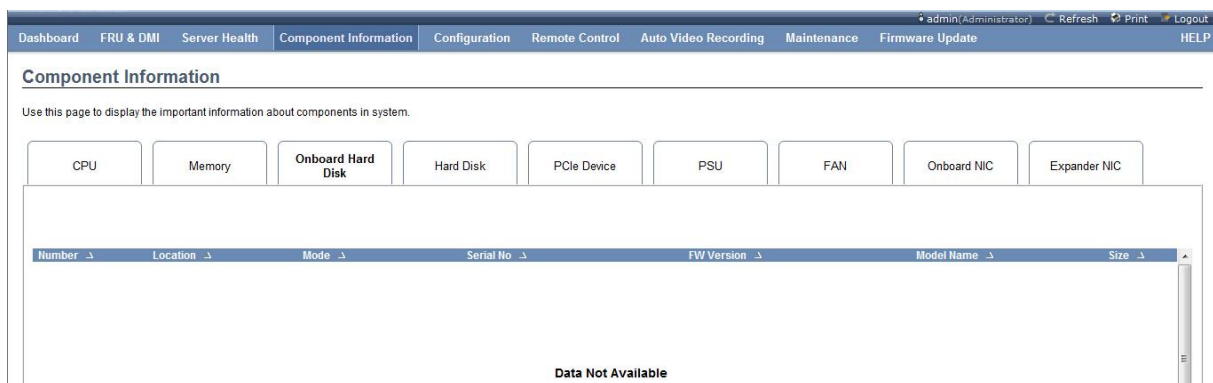 admin(Administrator) Refresh Print Logout
Dashboard FRU & DMI Server Health Component Information Configuration Remote Control Auto Video Recording Maintenance Firmware Update HELP
Component Information
Use this page to display the important information about components in system.
CPU Memory Onboard Hard Disk Hard Disk PCIe Device PSU FAN Onboard NIC Expander NIC
Number Location Mode Serial No FW Version Model Name Size
Data Not Available